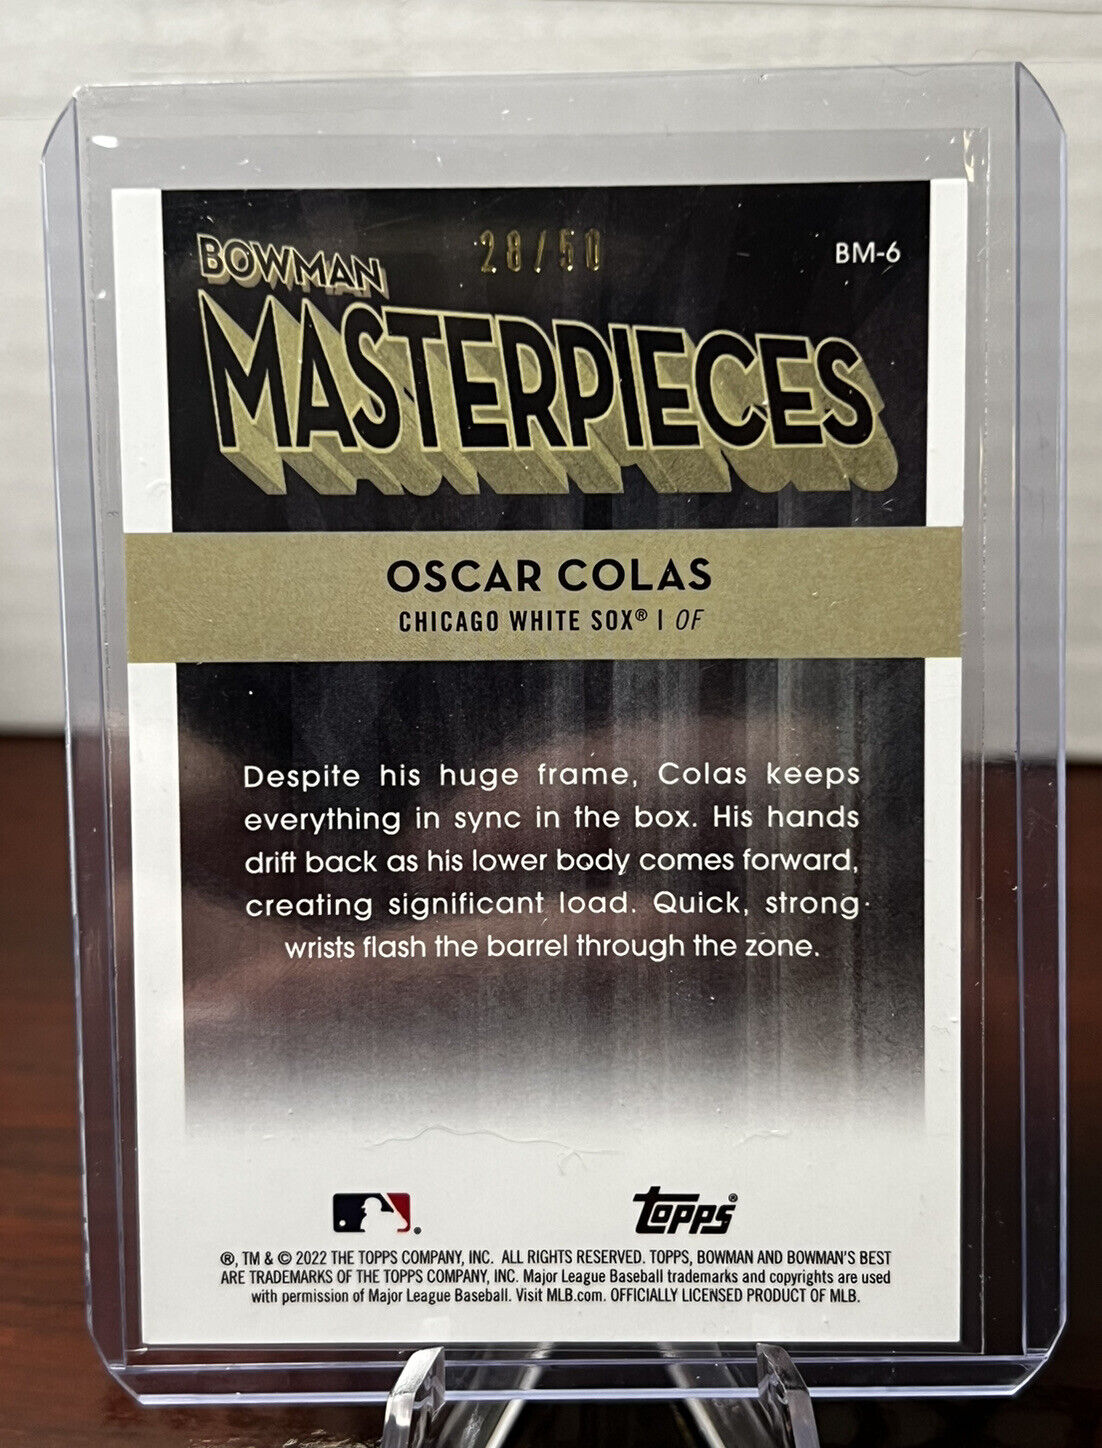 28/50
BM-6
BOWMAN
MASTERPIECES
OSCAR COLAS
CHICAGO WHITE SOX® | OF
Despite his huge frame, Colas keeps
everything in sync in the box. His hands
drift back as his lower body comes forward,
creating significant load. Quick, strong
wrists flash the barrel through the zone.
TOPPS®
®, TM & © 2022 THE TOPPS COMPANY, INC. ALL RIGHTS RESERVED. TOPPS, BOWMAN AND BOWMAN'S BEST
ARE TRADEMARKS OF THE TOPPS COMPANY, INC. Major League Baseball trademarks and copyrights are used
with permission of Major League Baseball. Visit MLB.com. OFFICIALLY LICENSED PRODUCT OF MLB.